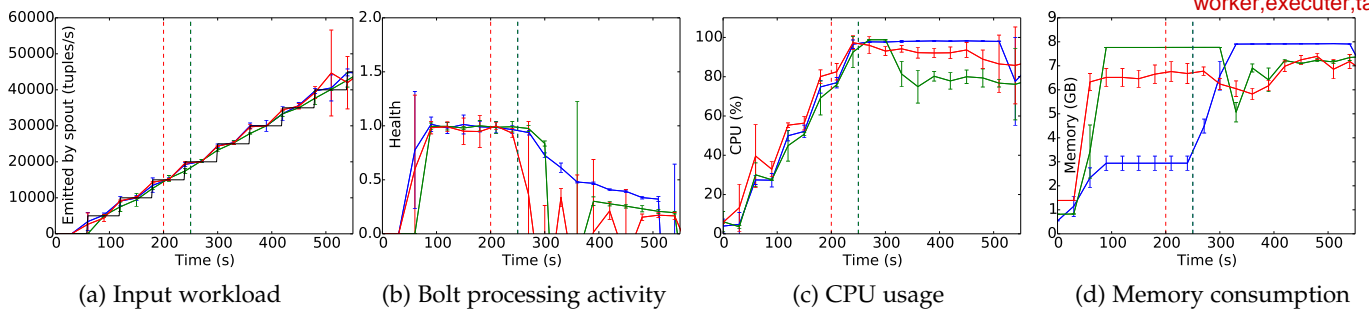 worker,executer,ta
60000
50000
40000
30000
20000
10000
0
Emitted by spout (tuples/s)
0 100 200 300 400 500
Time (s)
(a) Input workload
2.0
1.5
1.0
0.5
0.0
Health
0 100 200 300 400 500
Time (s)
(b) Bolt processing activity
100
80
60
40
20
0
CPU (%)
0 100 200 300 400 500
Time (s)
(c) CPU usage
9
8
7
6
5
4
3
2
1
0
Memory (GB)
0 100 200 300 400 500
Time (s)
(d) Memory consumption